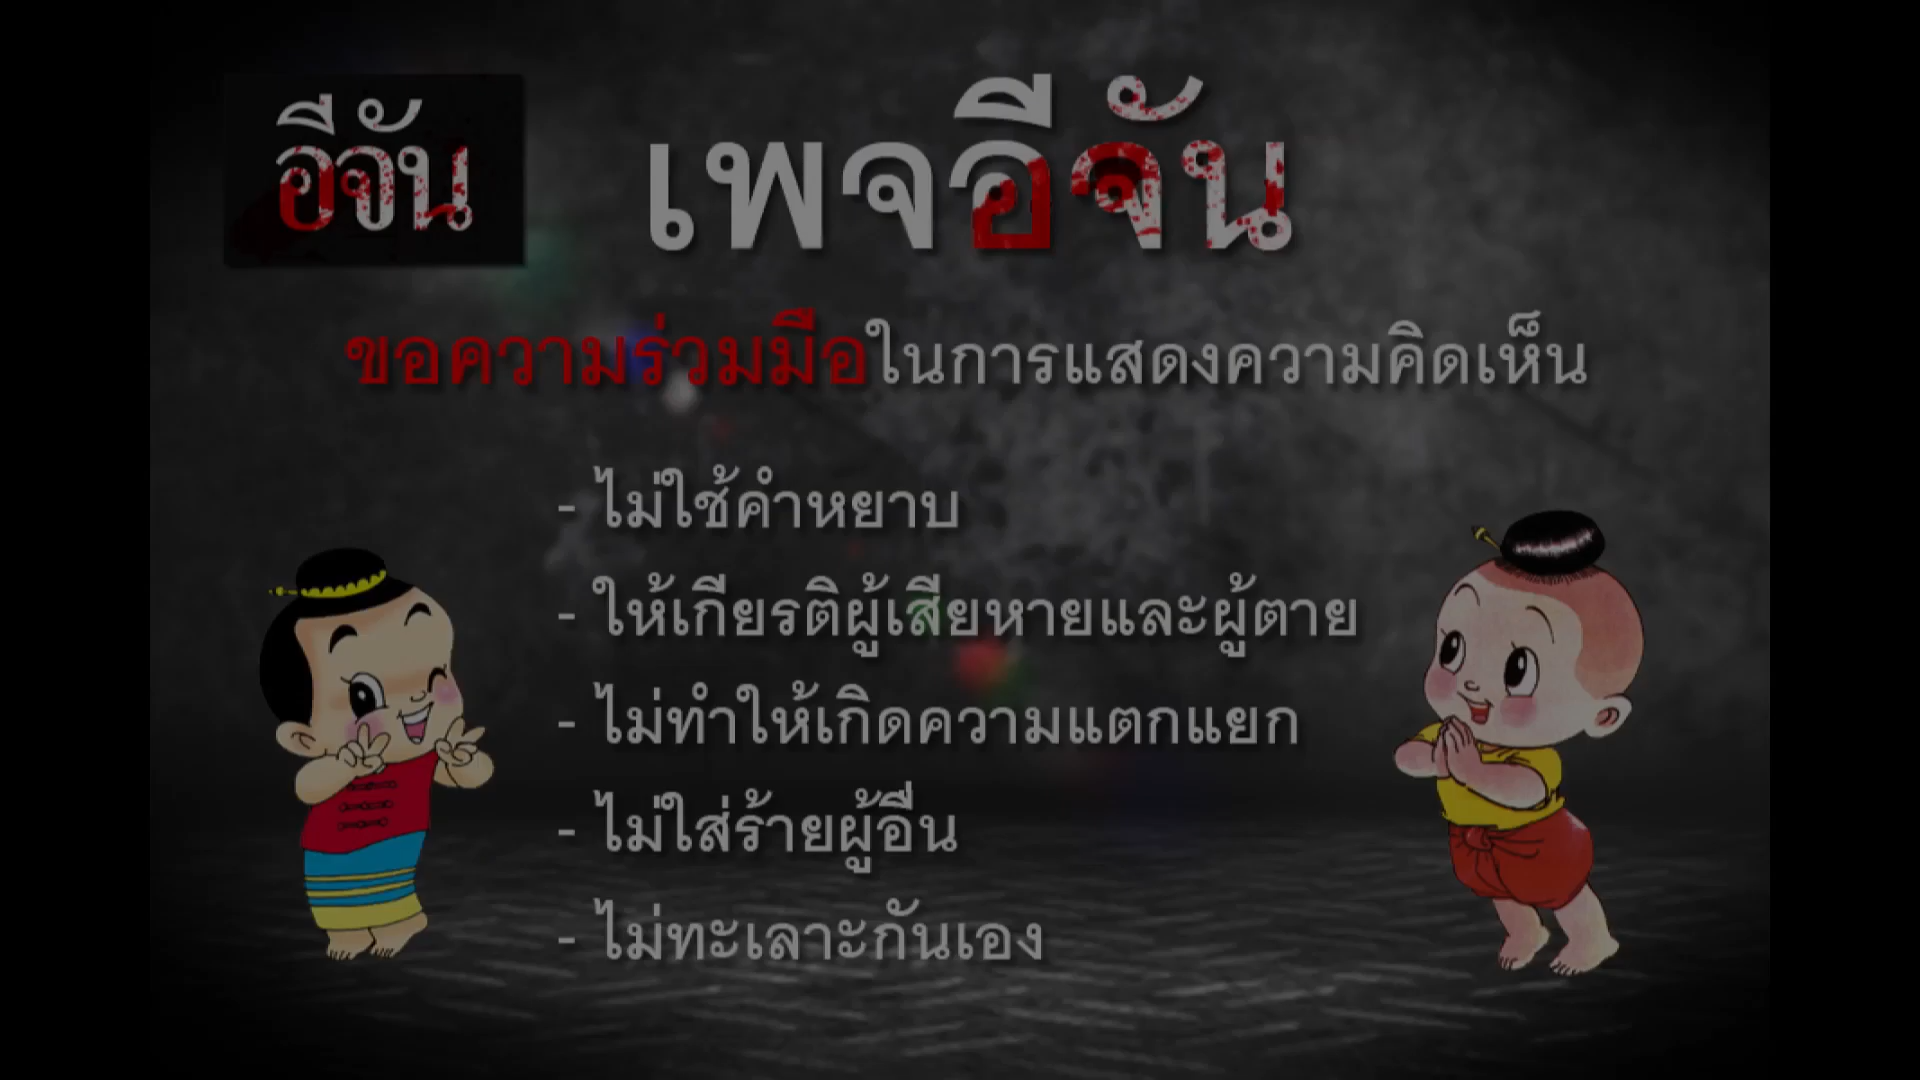 อีจัน
เพจอีจัน
ขอความร่วมมือในการแสดงความคิดเห็น
- ไม่ใช้คำหยาบ
- ให้เกียรติผู้เสียหายและผู้ตาย
- ไม่ทำให้เกิดความแตกแยก
- ไม่ใส่ร้ายผู้อื่น
- ไม่ทะเลาะกันเอง